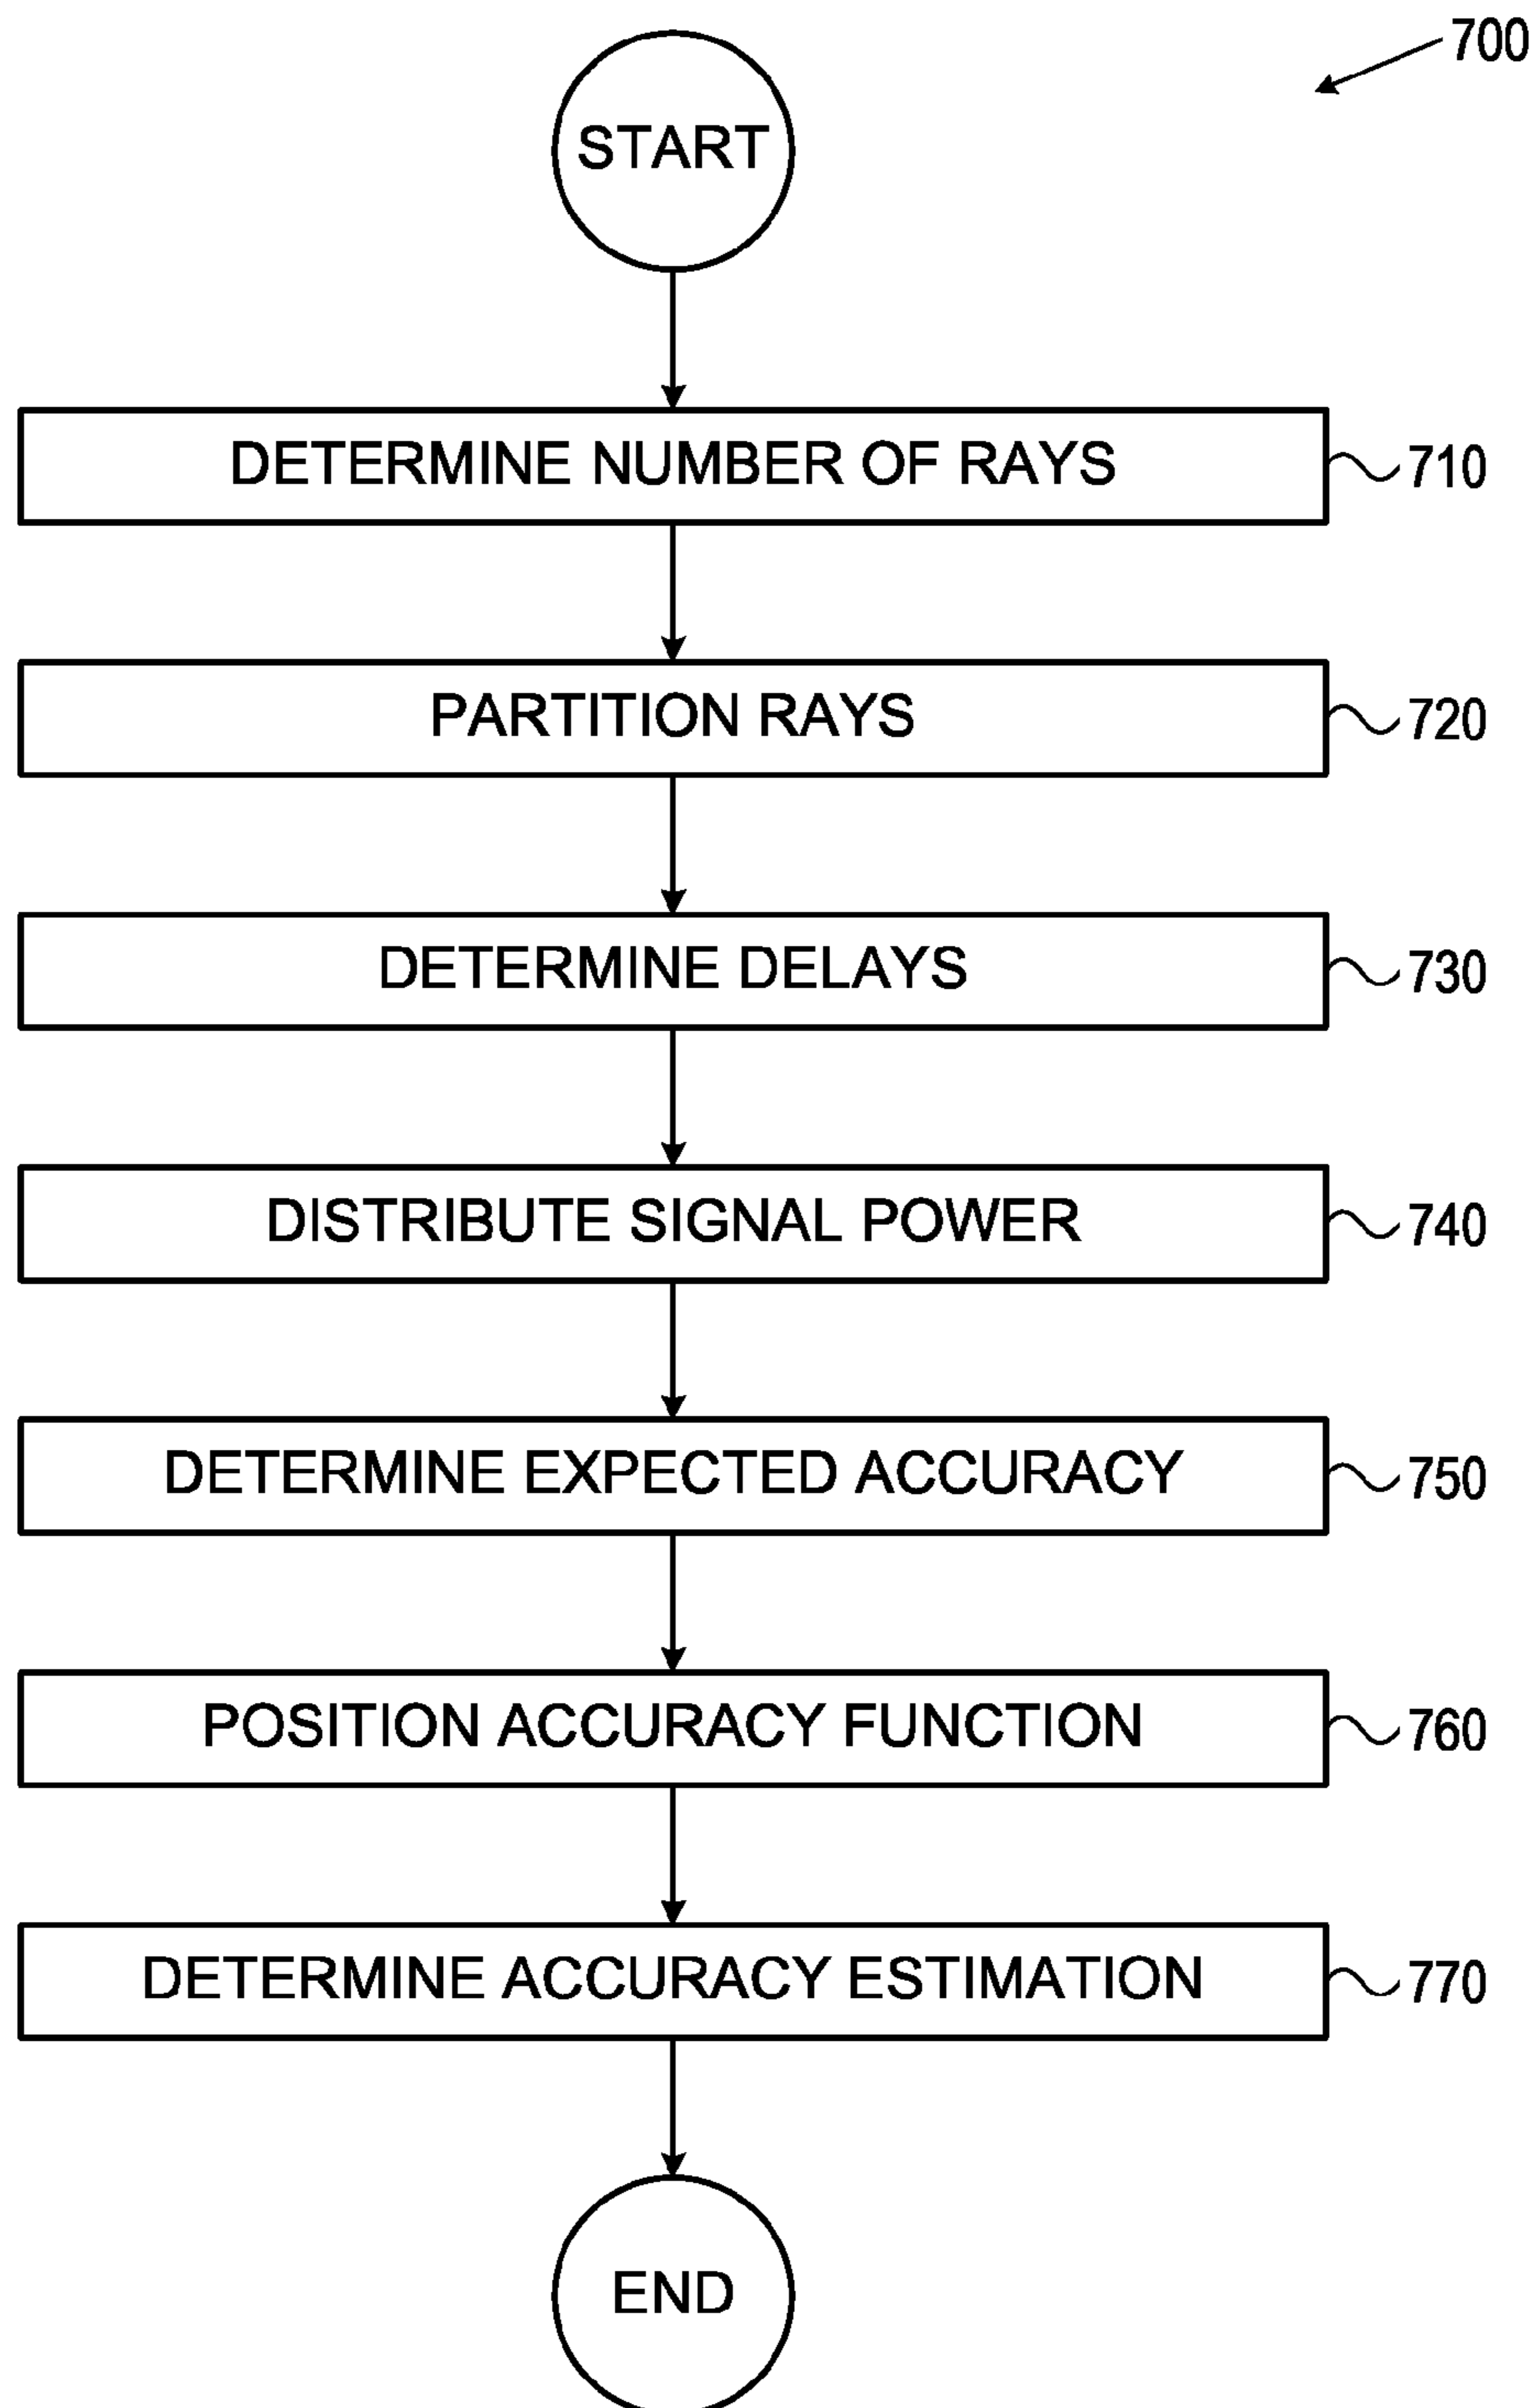 700
START
DETERMINE NUMBER OF RAYS 710
PARTITION RAYS 720
DETERMINE DELAYS 730
DISTRIBUTE SIGNAL POWER 740
DETERMINE EXPECTED ACCURACY 750
POSITION ACCURACY FUNCTION 760
DETERMINE ACCURACY ESTIMATION 770
END